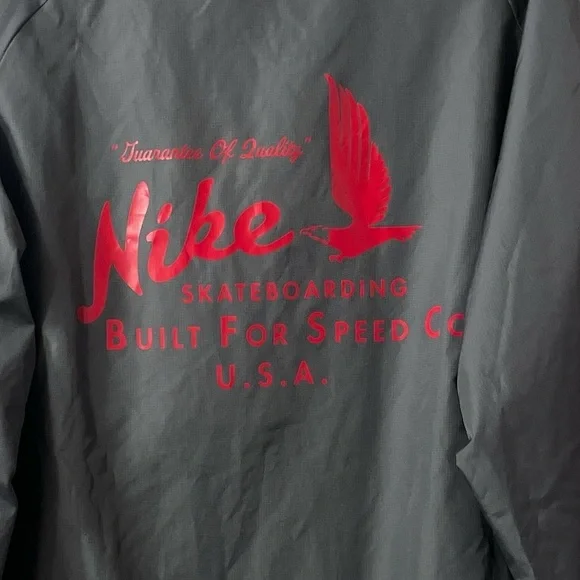 "Guarantee Of Quality"
Nike
SKATEBOARDING
BUILT FOR SPEED CO
U.S.A.